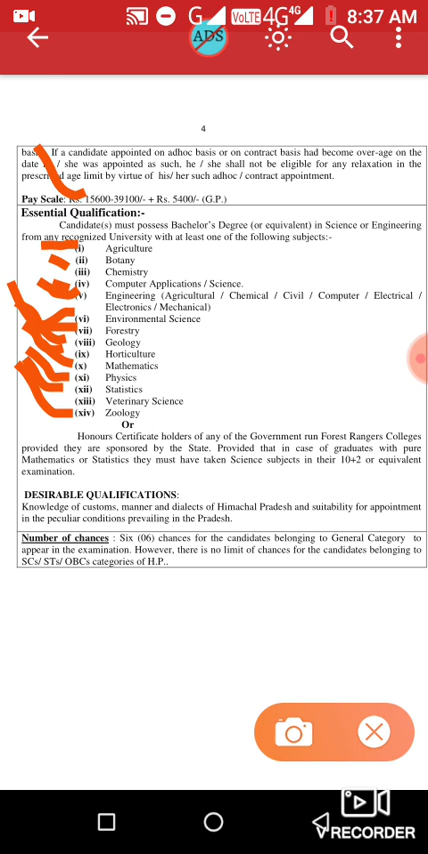 G VoLTE 4G 4G 8:37 AM
ADS
4
If a candidate appointed on adhoc basis or on contract basis had become over-age on the
date / she was appointed as such, he / she shall not be eligible for any relaxation in the
age limit by virtue of his/ her such adhoc / contract appointment.
Pay Scale: Rs. 15600-39100/- + Rs. 5400/- (G.P.)
Essential Qualification:-
Candidate(s) must possess Bachelor's Degree (or equivalent) in Science or Engineering
from any recognized University with at least one of the following subjects:-
(i) Agriculture
(ii) Botany
(iii) Chemistry
(iv) Computer Applications / Science.
(v) Engineering (Agricultural / Chemical / Civil / Computer / Electrical /
Electronics / Mechanical)
(vi) Environmental Science
(vii) Forestry
(viii) Geology
(ix) Horticulture
(x) Mathematics
(xi) Physics
(xii) Statistics
(xiii) Veterinary Science
(xiv) Zoology
Or
Honours Certificate holders of any of the Government run Forest Rangers Colleges
provided they are sponsored by the State. Provided that in case of graduates with pure
Mathematics or Statistics they must have taken Science subjects in their 10+2 or equivalent
examination.
DESIRABLE QUALIFICATIONS:
Knowledge of customs, manner and dialects of Himachal Pradesh and suitability for appointment
in the peculiar conditions prevailing in the Pradesh.
Number of chances : Six (06) chances for the candidates belonging to General Category to
appear in the examination. However, there is no limit of chances for the candidates belonging to
SCs/ STs/ OBCs categories of H.P..
VRECORDER